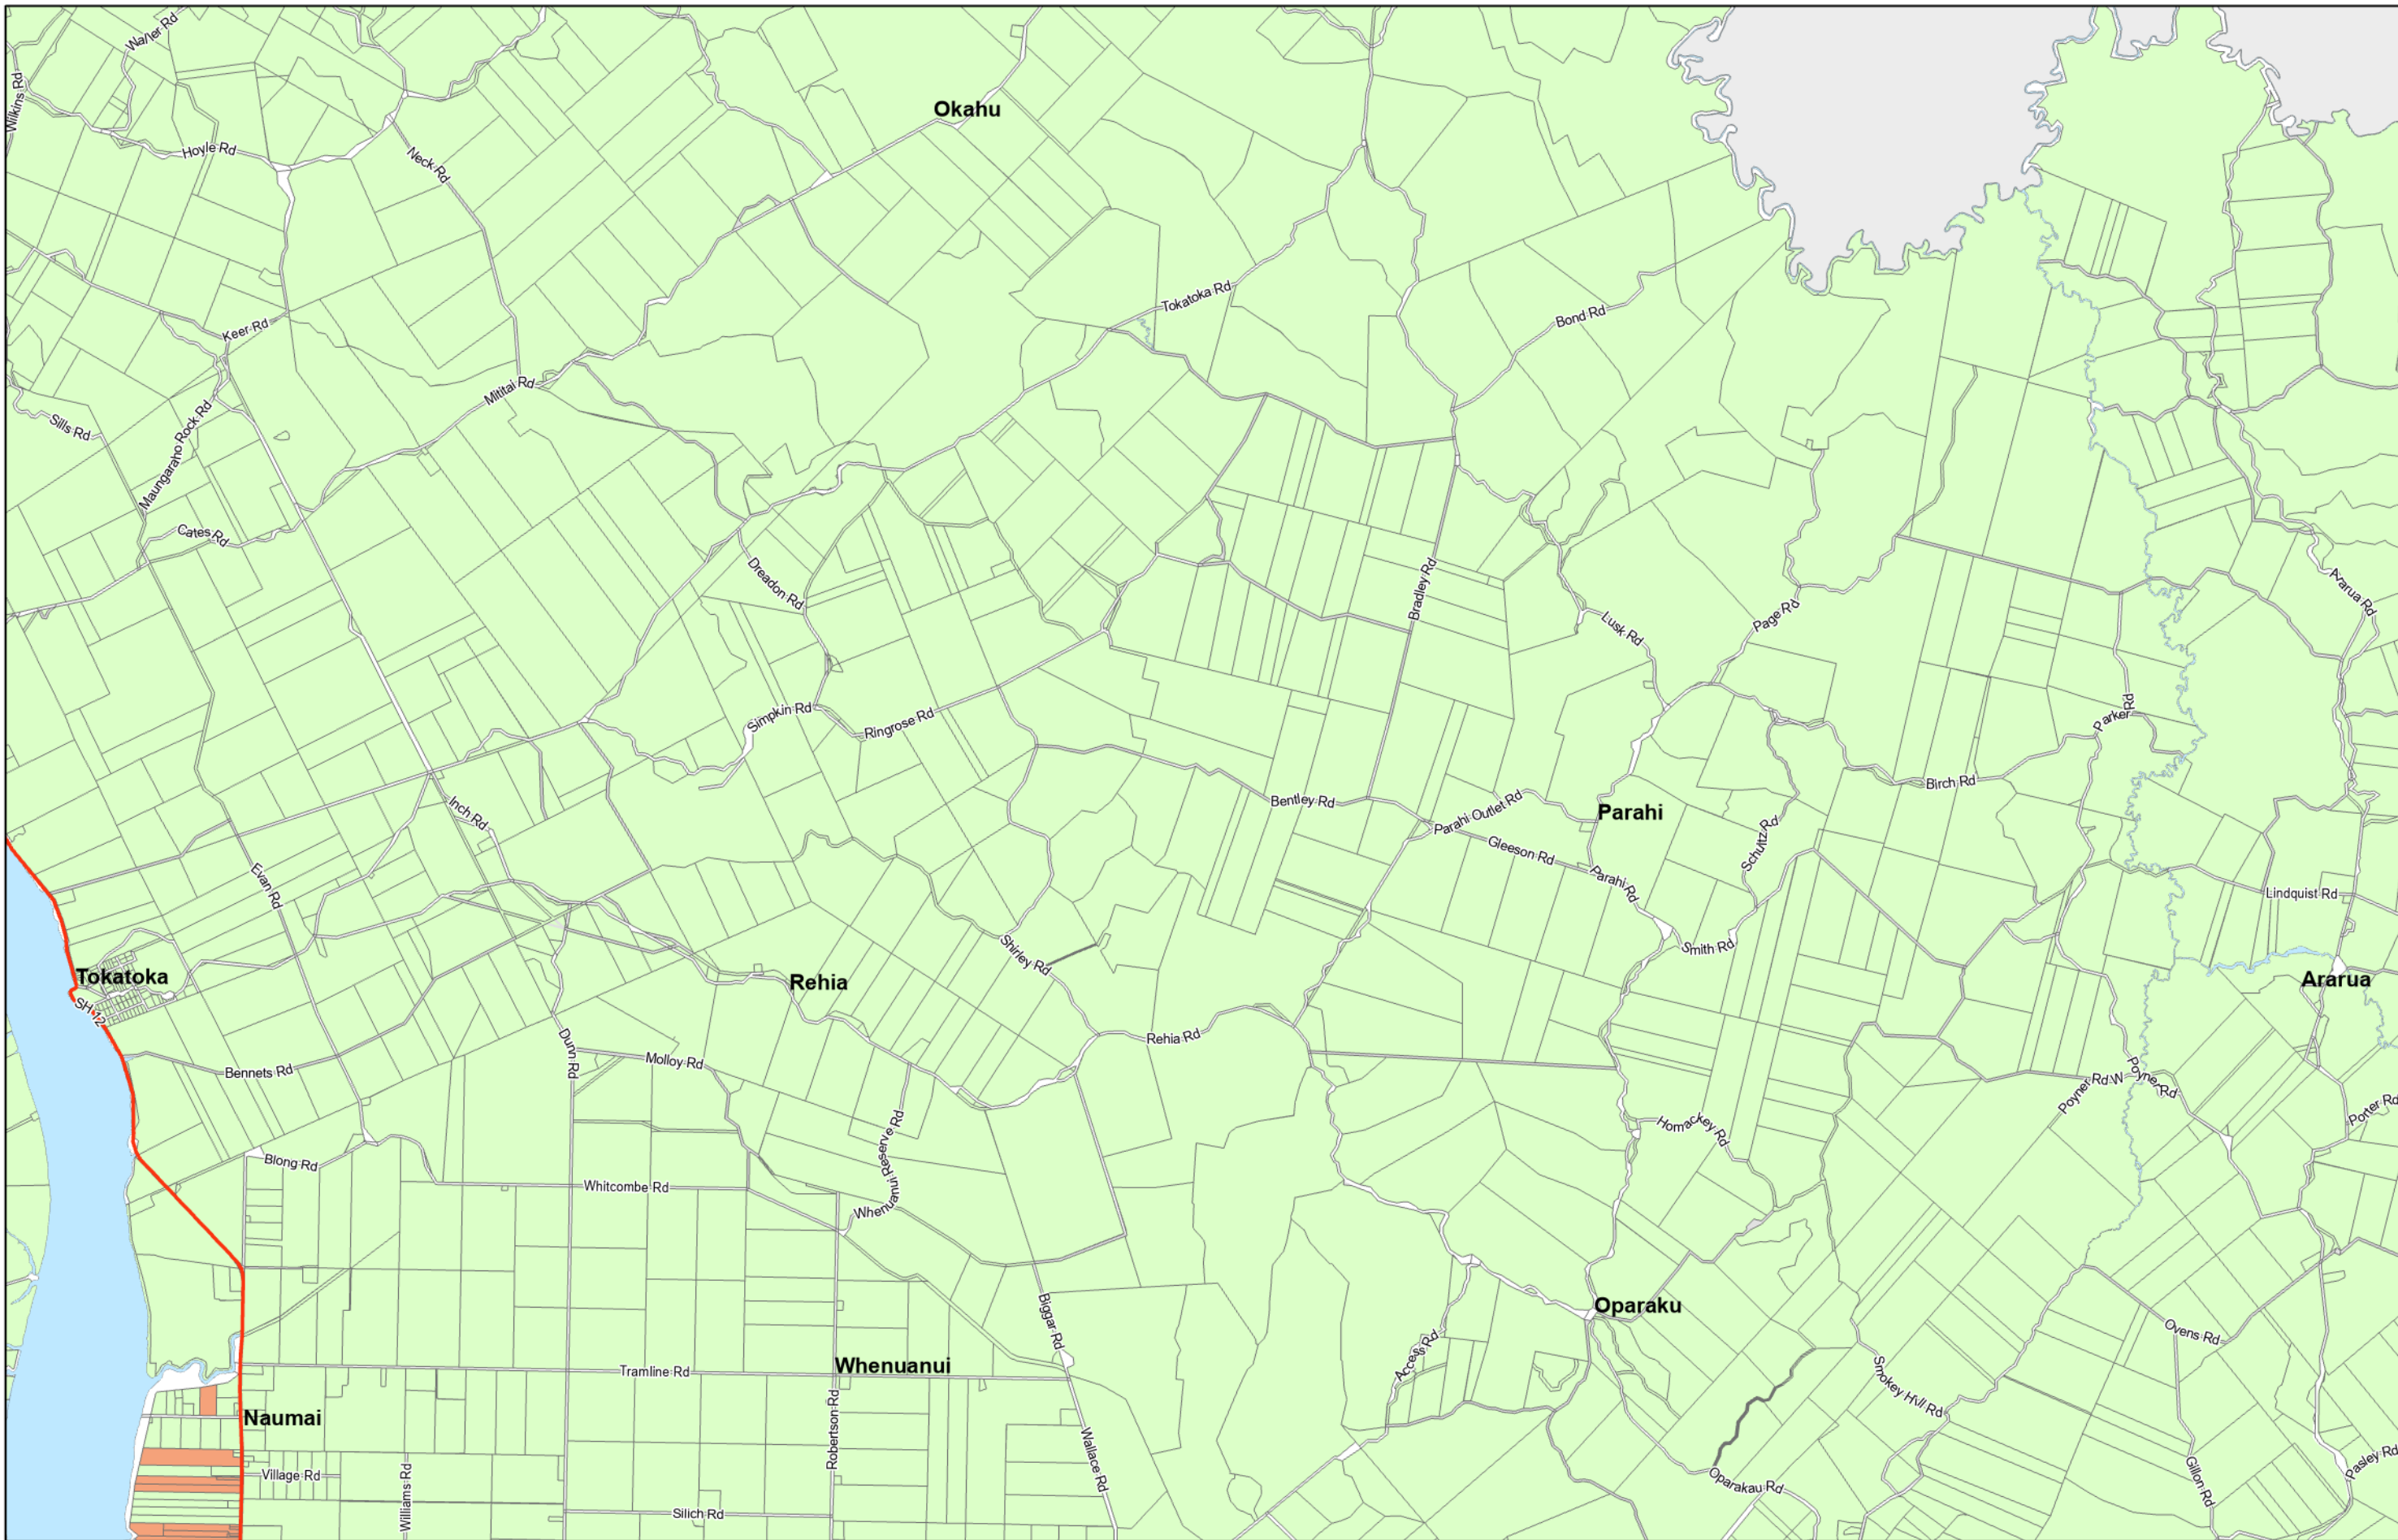 Waller Rd
Okahu
Wilkins Rd
Hoyle Rd
Neck Rd
Tokatoka Rd
Bond Rd
Keer Rd
Mititai Rd
Sills Rd
Maungaraho Rock Rd
Cates Rd
Dreadon Rd
Bradley Rd
Lusk Rd
Page Rd
Ararua Rd
Simpkin Rd
Ringrose Rd
Parker Rd
Birch Rd
Inch Rd
Bentley Rd
Parahi Outlet Rd
Parahi
Gleeson Rd
Schultz Rd
Evan Rd
Parahi Rd
Lindquist Rd
Shirley Rd
Smith Rd
Tokatoka
Rehia
Ararua
SH 12
Dunn Rd
Rehia Rd
Bennets Rd
Molloy Rd
Poyner Rd W
Poyner Rd
Porter Rd
Homackey Rd
Biong Rd
Whitcombe Rd
Whenuanui Reserve Rd
Oparaku
Biggar Rd
Access Rd
Ovens Rd
Tramline Rd
Whenuanui
Smokey Hill Rd
Naumai
Robertson Rd
Wallace Rd
Village Rd
Williams Rd
Silich Rd
Oparakau Rd
Gillon Rd
Pasley Rd